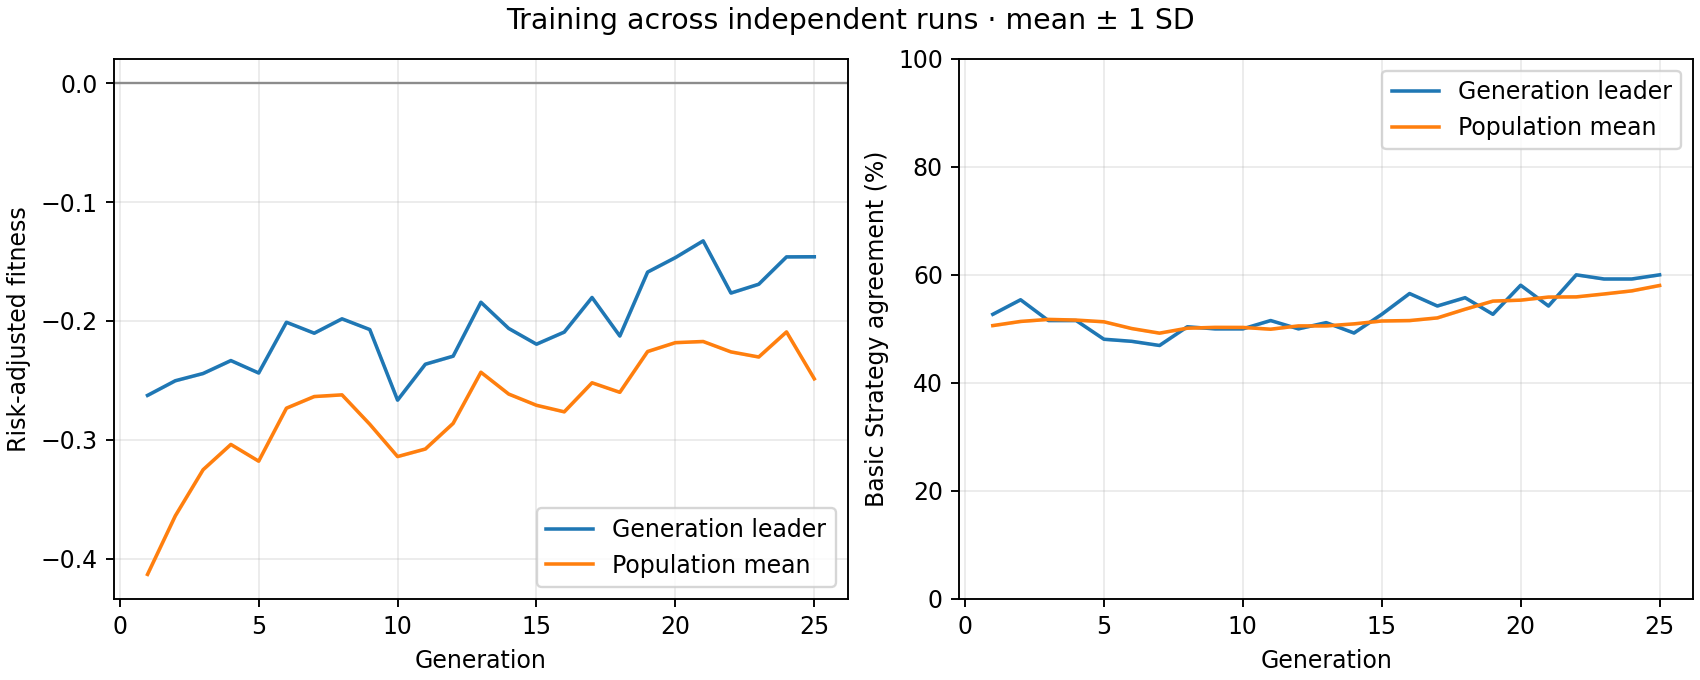 Training across independent runs · mean ± 1 SD
Risk-adjusted fitness
0.0
−0.1
−0.2
−0.3
−0.4
0 5 10 15 20 25
Generation
Generation leader
Population mean
Basic Strategy agreement (%)
100
80
60
40
20
0
0 5 10 15 20 25
Generation
Generation leader
Population mean